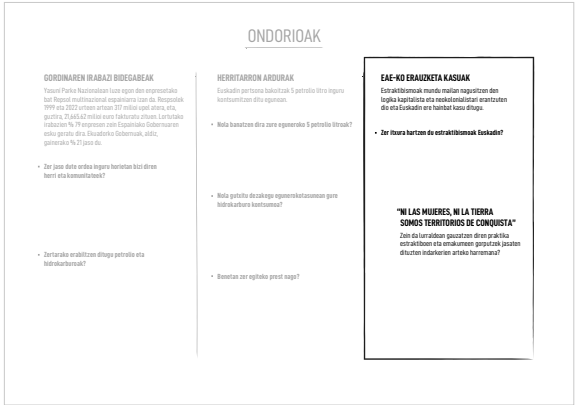 ONDORIOAK
GORDINAREN IRABAZI BIDEGABEAK
Yasuni Parke Nazionalean luze egon den enpresetako
bat Repsol multinazional espainiarra izan da. Respolek
1999 eta 2022 urteen artean 317 milioi upel atera, eta,
guztira, 21.665,62 milioi euro fakturatu zituen. Lortutako
irabazien % 79 enpresen zein Espainiako Gobernuaren
esku geratu dira. Ekuadorko Gobernuak, aldiz,
gainerako % 21 jaso du.
• Zer jaso dute ordea inguru horietan bizi diren
herri eta komunitateek?
• Zertarako erabiltzen ditugu petrolio eta
hidrokarburoak?
HERRITARRON ARDURAK
Euskadin pertsona bakoitzak 5 petrolio litro inguru
kontsumitzen ditu egunean.
• Nola banatzen dira zure eguneroko 5 petrolio litroak?
• Nola gutxitu dezakegu egunerokotasunean gure
hidrokarburo kontsumoa?
• Benetan zer egiteko prest zaude?
EAE-KO ERAUZKETA KASUAK
Estraktibismoak mundu mailan nagusitzen den
logika kapitalista eta neokolonialistari erantzuten
dio eta Euskadin ere hainbat kasu ditugu.
• Zer itxura hartzen du estraktibismoak Euskadin?
"NI LAS MUJERES, NI LA TIERRA
SOMOS TERRITORIOS DE CONQUISTA"
Zein da lurraldean gauzatzen diren praktika
estraktiboen eta emakumeen gorputzek jasaten
dituzten indarkerien arteko harremana?